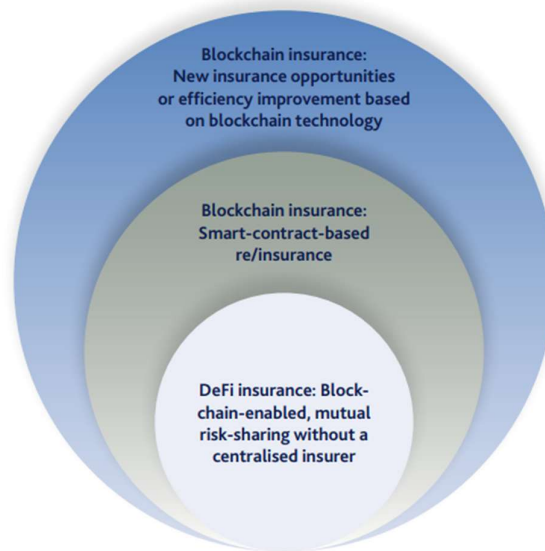 Blockchain insurance:
New insurance opportunities
or efficiency improvement based
on blockchain technology
Blockchain insurance:
Smart-contract-based
re/insurance
DeFi insurance: Block-
chain-enabled, mutual
risk-sharing without a
centralised insurer